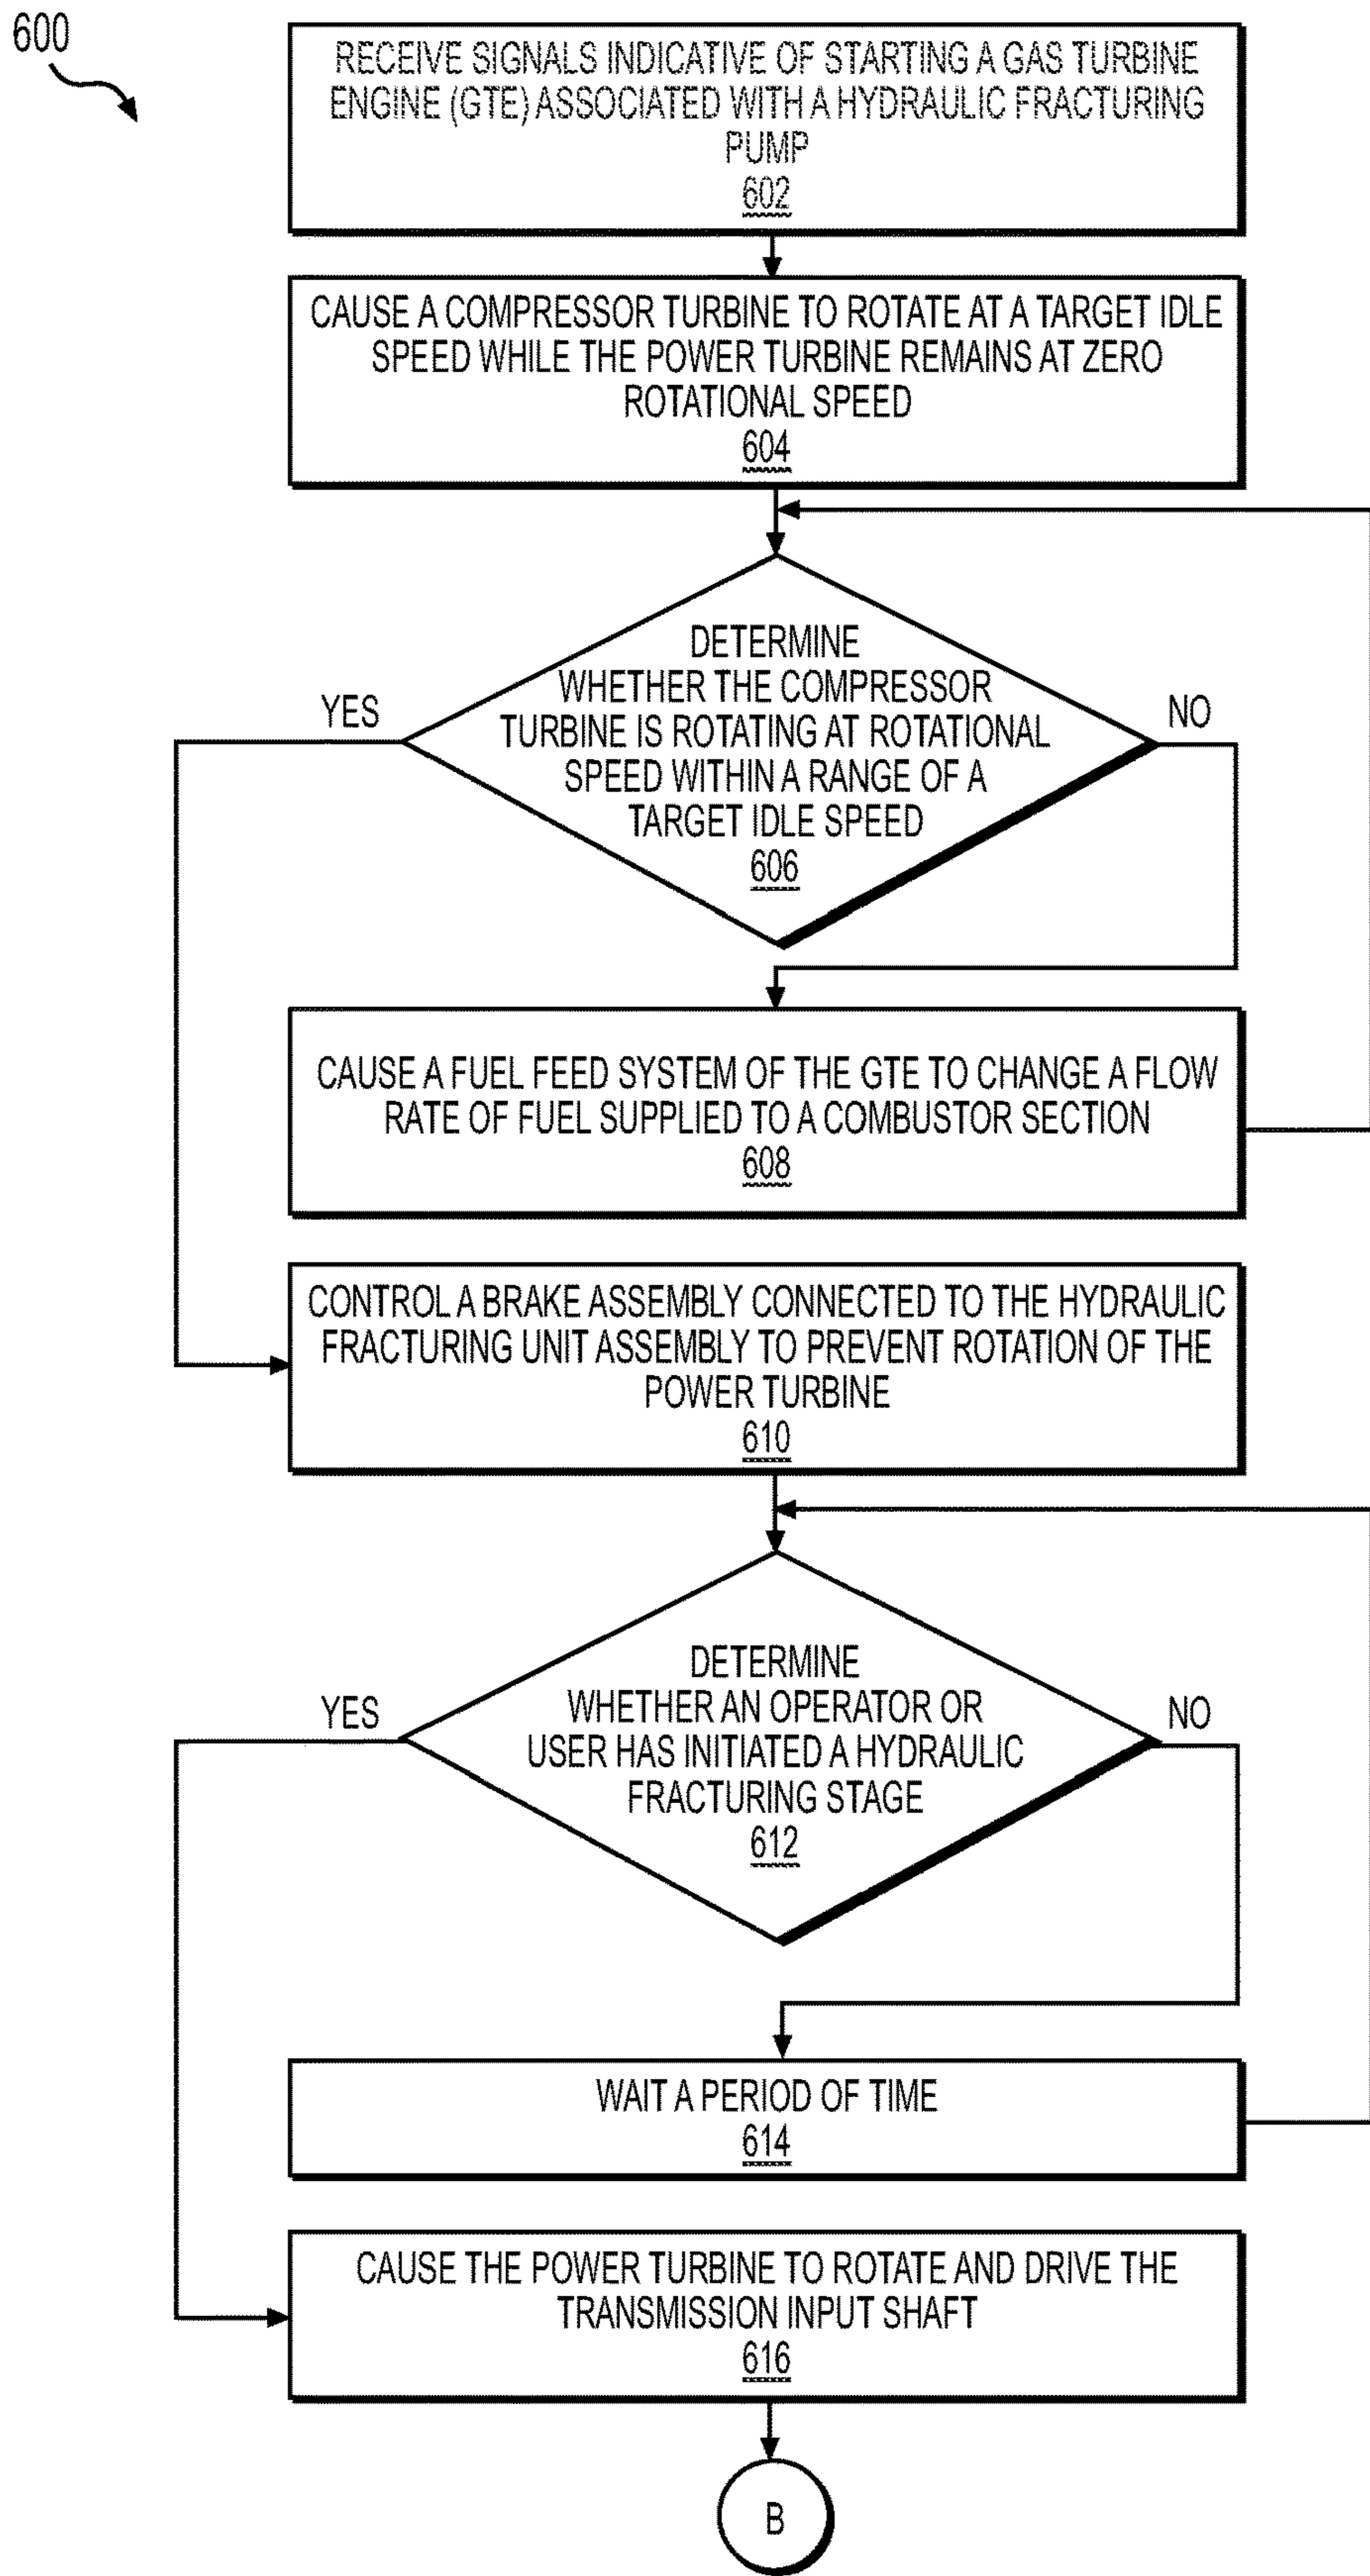 600
RECEIVE SIGNALS INDICATIVE OF STARTING A GAS TURBINE
ENGINE (GTE) ASSOCIATED WITH A HYDRAULIC FRACTURING
PUMP
602
CAUSE A COMPRESSOR TURBINE TO ROTATE AT A TARGET IDLE
SPEED WHILE THE POWER TURBINE REMAINS AT ZERO
ROTATIONAL SPEED
604
DETERMINE
WHETHER THE COMPRESSOR
TURBINE IS ROTATING AT ROTATIONAL
SPEED WITHIN A RANGE OF A
TARGET IDLE SPEED
606
YES
NO
CAUSE A FUEL FEED SYSTEM OF THE GTE TO CHANGE A FLOW
RATE OF FUEL SUPPLIED TO A COMBUSTOR SECTION
608
CONTROL A BRAKE ASSEMBLY CONNECTED TO THE HYDRAULIC
FRACTURING UNIT ASSEMBLY TO PREVENT ROTATION OF THE
POWER TURBINE
610
DETERMINE
WHETHER AN OPERATOR OR
USER HAS INITIATED A HYDRAULIC
FRACTURING STAGE
612
YES
NO
WAIT A PERIOD OF TIME
614
CAUSE THE POWER TURBINE TO ROTATE AND DRIVE THE
TRANSMISSION INPUT SHAFT
616
B